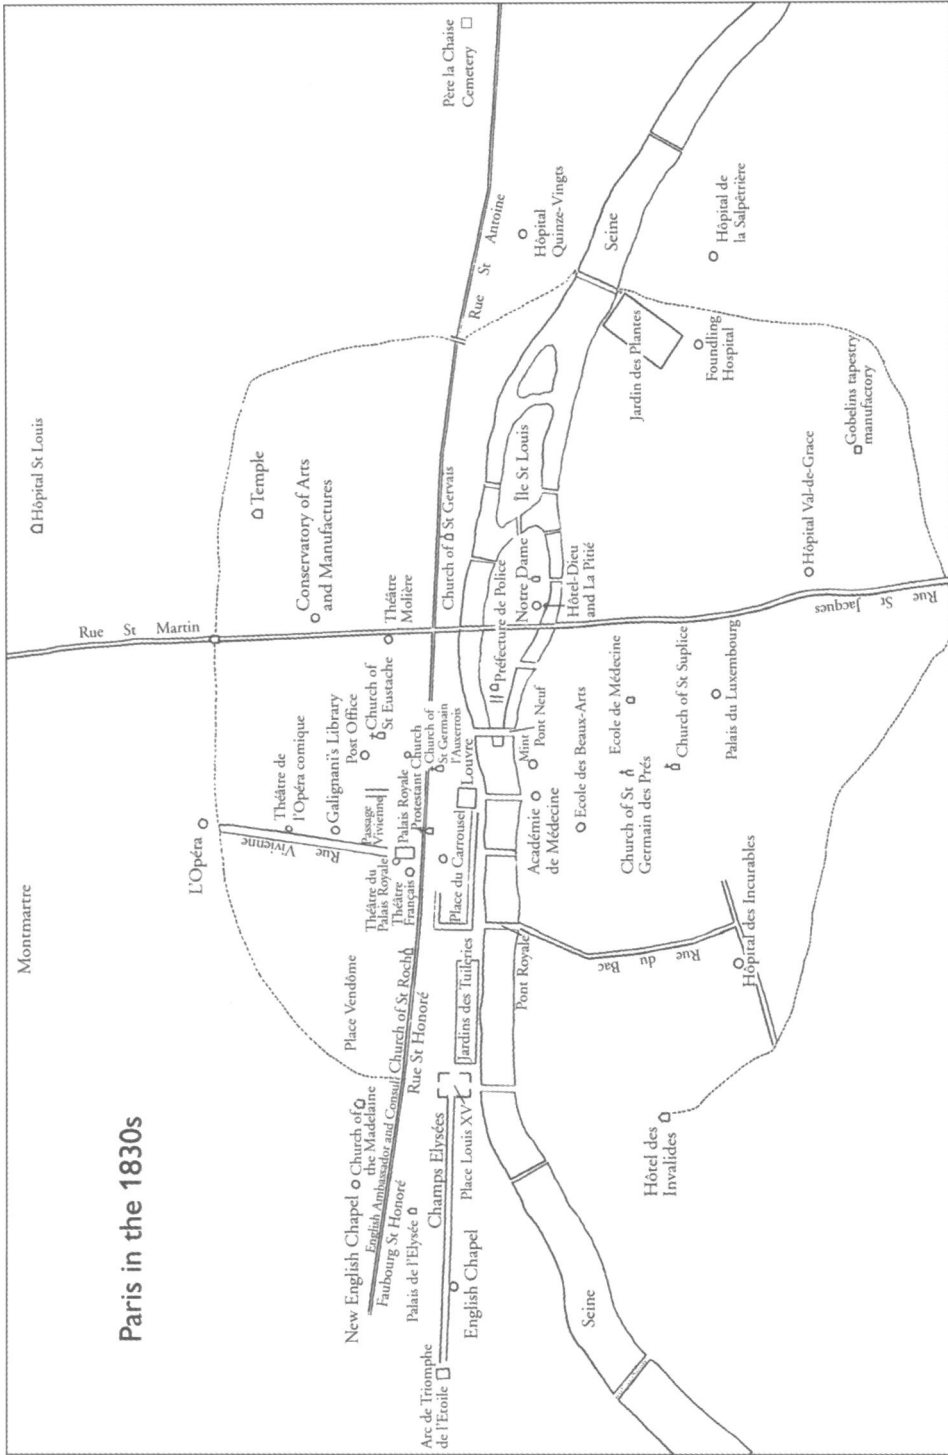 Paris in the 1830s
Montmartre
Hôpital St Louis
L'Opéra
Rue St Martin
Temple
Théâtre de
l'Opéra comique
Rue Vivienne
Galignani's Library
Conservatory of Arts
and Manufactures
Place Vendôme
Passage
Vivienne
Post Office
Church of
St Eustache
Théâtre
Molière
New English Chapel
Church of
the Madelaine
English Ambassador and Consul
Church of St Roch
Théâtre du
Palais Royale
Théâtre
Français
Palais Royale
Protestant Church
Faubourg St Honoré
Rue St Honoré
Church of
St Germain
l'Auxerrois
Church of St Gervais
Rue St Antoine
Père la Chaise
Cemetery
Palais de l'Elysée
Champs Elysées
Arc de Triomphe
de l'Etoile
English Chapel
Place Louis XV
Jardins des Tuileries
Place du Carrousel
Louvre
Préfecture de Police
Notre Dame
Île St Louis
Hôpital
Quinze-Vingts
Pont Royale
Académie
de Médecine
Mint
Pont Neuf
Hôtel-Dieu
and La Pitié
Seine
Seine
Ecole des Beaux-Arts
Ecole de Médecine
Jardin des Plantes
Rue du Bac
Church of St
Germain des Prés
Church of St Suplice
Hôtel des
Invalides
Palais du Luxembourg
Foundling
Hospital
Hôpital de
la Salpêtrière
Hôpital des Incurables
Hôpital Val-de-Grace
Gobelins tapestry
manufactory
Rue St Jacques